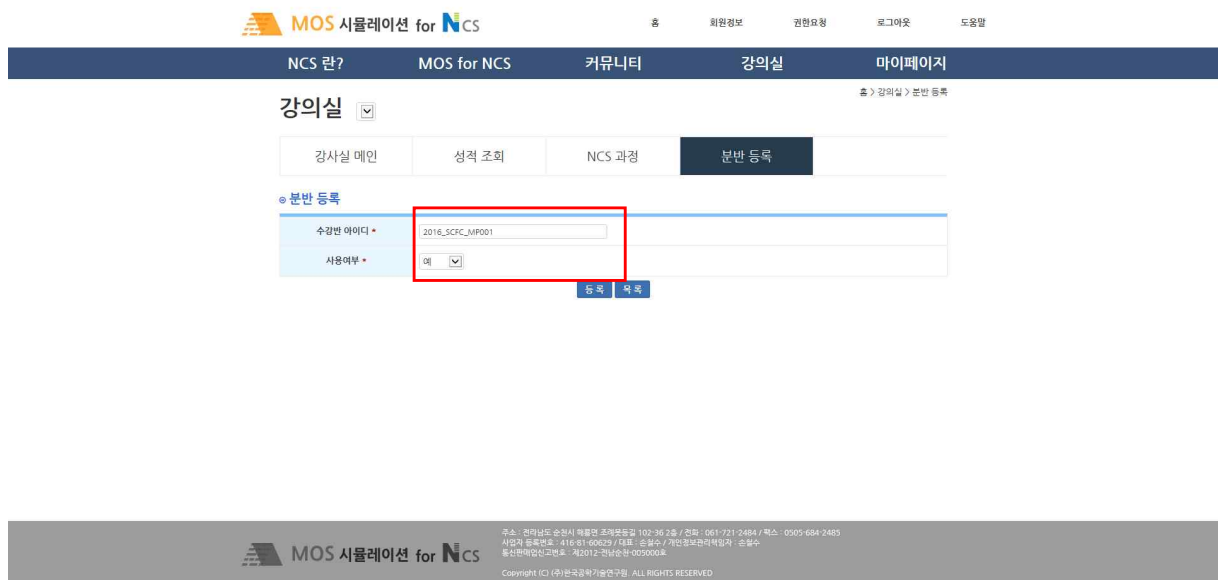 MOS 시뮬레이션 for NCS
홈 회원정보 권한요청 로그아웃 도움말
NCS 란? MOS for NCS 커뮤니티 강의실 마이페이지
강의실
홈 > 강의실 > 분반 등록
강사실 메인 성적 조회 NCS 과정 분반 등록
분반 등록
수강반 아이디 * 2016_SCFC_MP001
사용여부 * 예
등록 목록
MOS 시뮬레이션 for NCS
주소 : 전라남도 순천시 해룡면 조례못등길 102-36 2층 / 전화 : 061-721-2484 / 팩스 : 0505-684-2485
사업자 등록번호 : 416-81-60629 / 대표 : 손철수 / 개인정보관리책임자 : 손철수
통신판매업신고번호 : 제2012-전남순천-005000호
Copyright (C) (주)한국공학기술연구원. ALL RIGHTS RESERVED